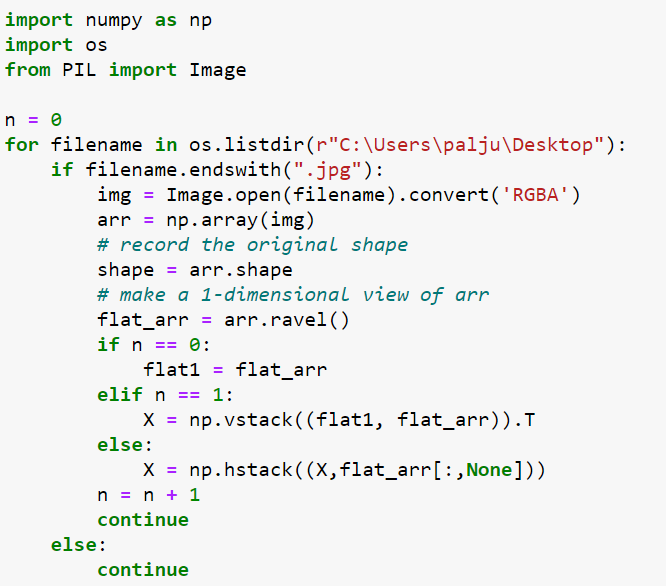 import numpy as np
import os
from PIL import Image

n = 0
for filename in os.listdir(r"C:\Users\palju\Desktop"):
    if filename.endswith(".jpg"):
        img = Image.open(filename).convert('RGBA')
        arr = np.array(img)
        # record the original shape
        shape = arr.shape
        # make a 1-dimensional view of arr
        flat_arr = arr.ravel()
        if n == 0:
            flat1 = flat_arr
        elif n == 1:
            X = np.vstack((flat1, flat_arr)).T
        else:
            X = np.hstack((X,flat_arr[:,None]))
        n = n + 1
        continue
    else:
        continue